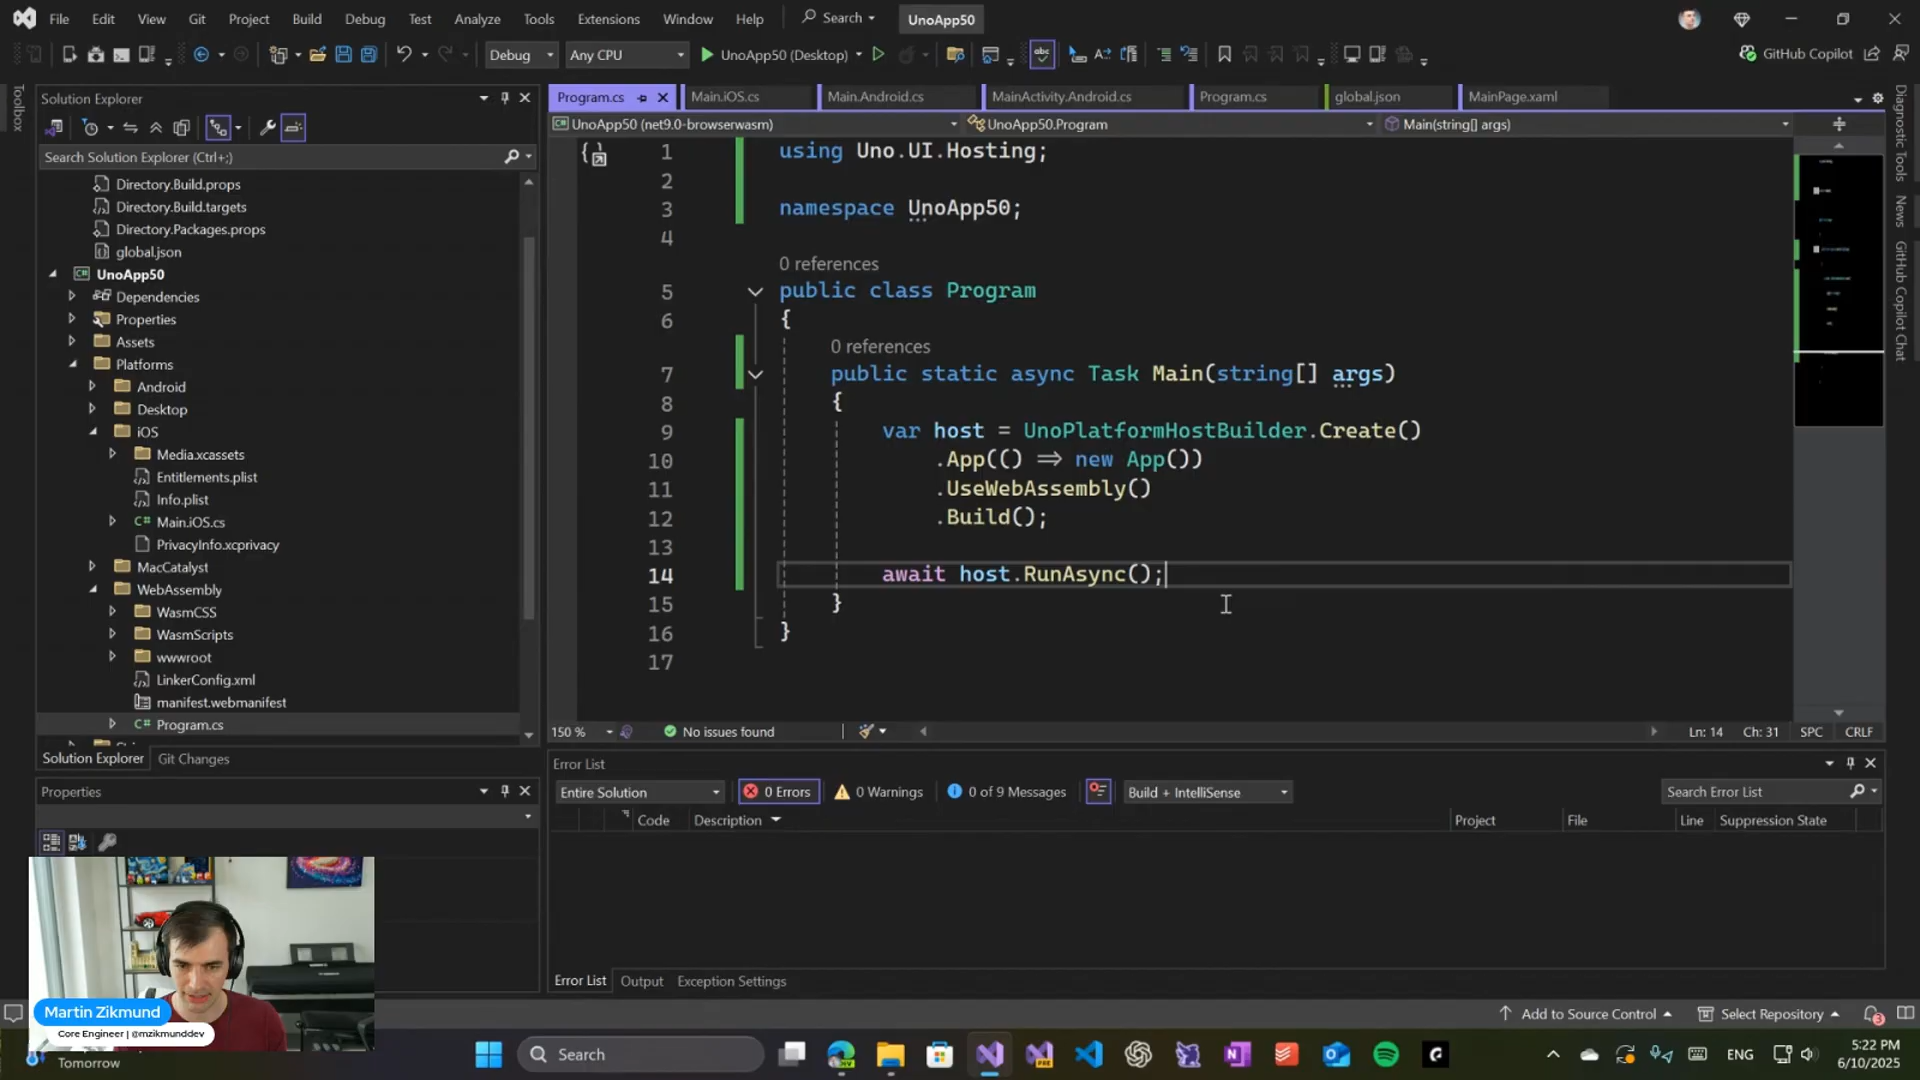 File Edit View Git Project Build Debug Test Analyze Tools Extensions Window Help Search UnoApp50
Debug Any CPU UnoApp50 (Desktop) abc GitHub Copilot
Toolbox
Solution Explorer
Search Solution Explorer (Ctrl+;)
Directory.Build.props
Directory.Build.targets
Directory.Packages.props
global.json
UnoApp50
Dependencies
Properties
Assets
Platforms
Android
Desktop
iOS
Media.xcassets
Entitlements.plist
Info.plist
C# Main.iOS.cs
PrivacyInfo.xcprivacy
MacCatalyst
WebAssembly
WasmCSS
WasmScripts
wwwroot
LinkerConfig.xml
manifest.webmanifest
C# Program.cs
Solution Explorer Git Changes
Properties
Program.cs Main.iOS.cs Main.Android.cs MainActivity.Android.cs Program.cs global.json MainPage.xaml
UnoApp50 (net9.0-browserwasm) UnoApp50.Program Main(string[] args)
1 using Uno.UI.Hosting;
2
3 namespace UnoApp50;
4
0 references
5 public class Program
6 {
0 references
7 public static async Task Main(string[] args)
8 {
9 var host = UnoPlatformHostBuilder.Create()
10 .App(() => new App())
11 .UseWebAssembly()
12 .Build();
13
14 await host.RunAsync();
15 }
16 }
17
150 % No issues found Ln: 14 Ch: 31 SPC CRLF
Error List
Entire Solution 0 Errors 0 Warnings 0 of 9 Messages Build + IntelliSense Search Error List
Code Description Project File Line Suppression State
Error List Output Exception Settings
Diagnostic Tools
News
GitHub Copilot Chat
Martin Zikmund
Core Engineer | @mzikmunddev
Add to Source Control Select Repository 3
Tomorrow
Search
ENG
5:22 PM
6/10/2025